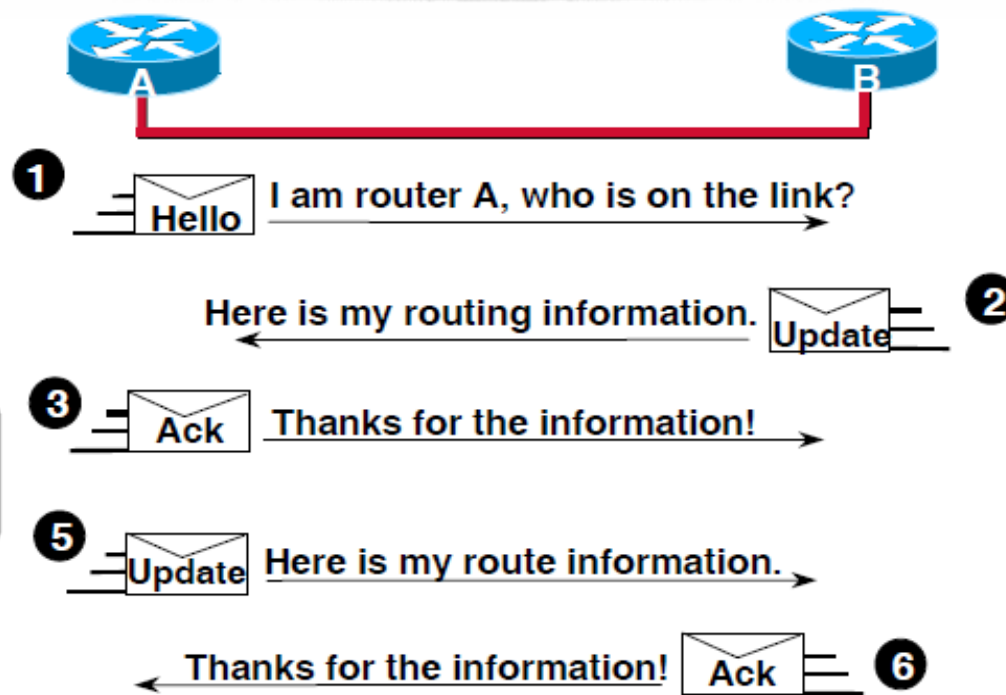 A
B
1
I am router A, who is on the link?
Hello
Here is my routing information.
2
Update
3
Ack
Thanks for the information!
5
Update
Here is my route information.
Thanks for the information!
Ack
6